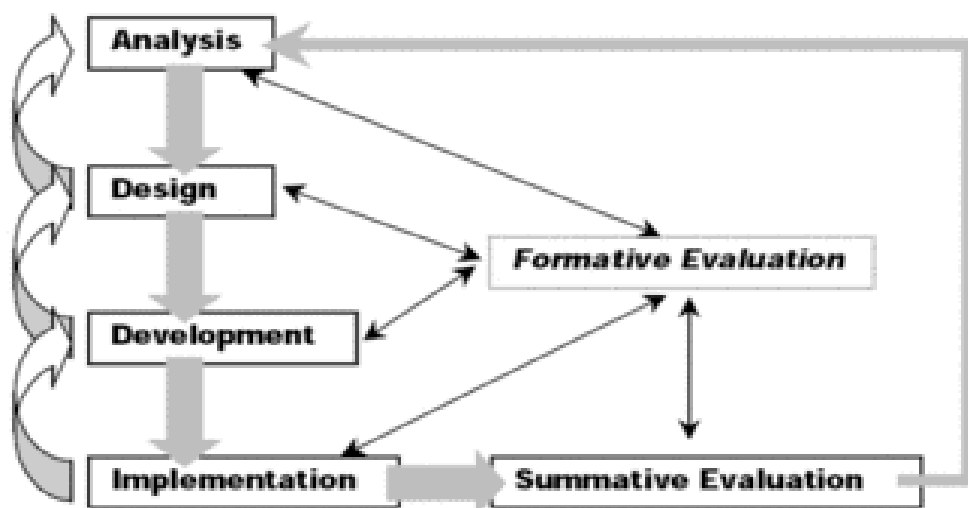 Analysis
Design
Formative Evaluation
Development
Implementation
Summative Evaluation